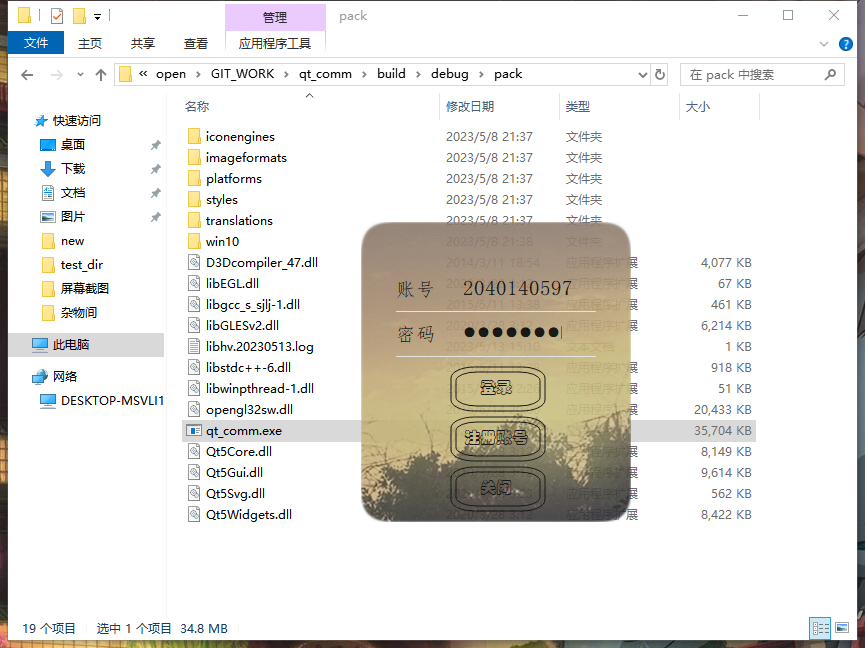 管理
pack
文件
主页
共享
查看
应用程序工具
« open › GIT_WORK › qt_comm › build › debug › pack
在 pack 中搜索
名称
修改日期
类型
大小
快速访问
桌面
下载
文档
图片
new
test_dir
屏幕截图
杂物间
此电脑
网络
DESKTOP-MSVLI1
iconengines 2023/5/8 21:37 文件夹
imageformats 2023/5/8 21:37 文件夹
platforms 2023/5/8 21:37 文件夹
styles 2023/5/8 21:37 文件夹
translations 2023/5/8 21:37 文件夹
win10 2023/5/8 21:38 文件夹
D3Dcompiler_47.dll 2014/3/11 18:54 应用程序扩展 4,077 KB
libEGL.dll 应用程序扩展 67 KB
libgcc_s_sjlj-1.dll 应用程序扩展 461 KB
libGLESv2.dll 应用程序扩展 6,214 KB
libhv.20230513.log 文本文档 1 KB
libstdc++-6.dll 应用程序扩展 918 KB
libwinpthread-1.dll 应用程序扩展 51 KB
opengl32sw.dll 应用程序扩展 20,433 KB
qt_comm.exe 35,704 KB
Qt5Core.dll 应用程序扩展 8,149 KB
Qt5Gui.dll 应用程序扩展 9,614 KB
Qt5Svg.dll 应用程序扩展 562 KB
Qt5Widgets.dll 应用程序扩展 8,422 KB
账号 2040140597
密码 ●●●●●●●
登录
注册账号
关闭
19 个项目
选中 1 个项目 34.8 MB